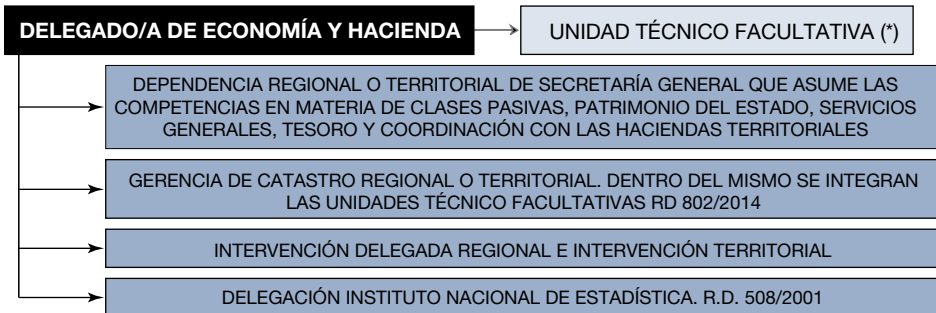 DELEGADO/A DE ECONOMÍA Y HACIENDA
UNIDAD TÉCNICO FACULTATIVA (*)
DEPENDENCIA REGIONAL O TERRITORIAL DE SECRETARÍA GENERAL QUE ASUME LAS
COMPETENCIAS EN MATERIA DE CLASES PASIVAS, PATRIMONIO DEL ESTADO, SERVICIOS
GENERALES, TESORO Y COORDINACIÓN CON LAS HACIENDAS TERRITORIALES
GERENCIA DE CATASTRO REGIONAL O TERRITORIAL. DENTRO DEL MISMO SE INTEGRAN
LAS UNIDADES TÉCNICO FACULTATIVAS RD 802/2014
INTERVENCIÓN DELEGADA REGIONAL E INTERVENCIÓN TERRITORIAL
DELEGACIÓN INSTITUTO NACIONAL DE ESTADÍSTICA. R.D. 508/2001